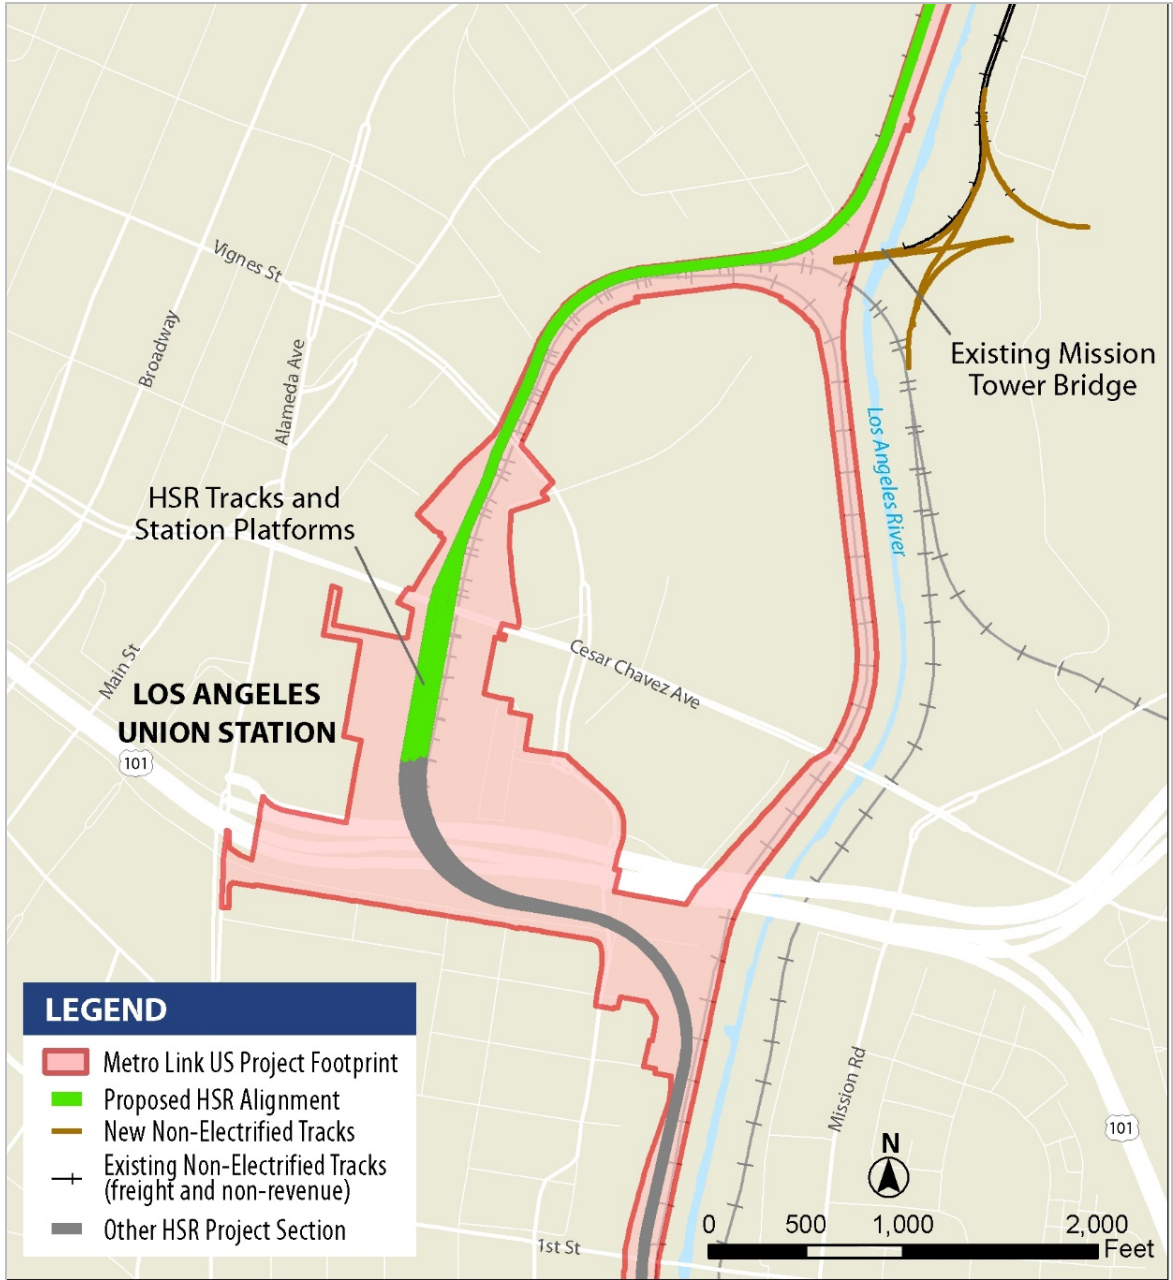 Vignes St
Broadway
Alameda Ave
Existing Mission
Tower Bridge
Los Angeles River
HSR Tracks and
Station Platforms
Cesar Chavez Ave
Main St
LOS ANGELES
UNION STATION
101
LEGEND
Metro Link US Project Footprint
Proposed HSR Alignment
New Non-Electrified Tracks
Existing Non-Electrified Tracks
(freight and non-revenue)
Other HSR Project Section
Mission Rd
101
1st St
N
0 500 1,000 2,000
Feet